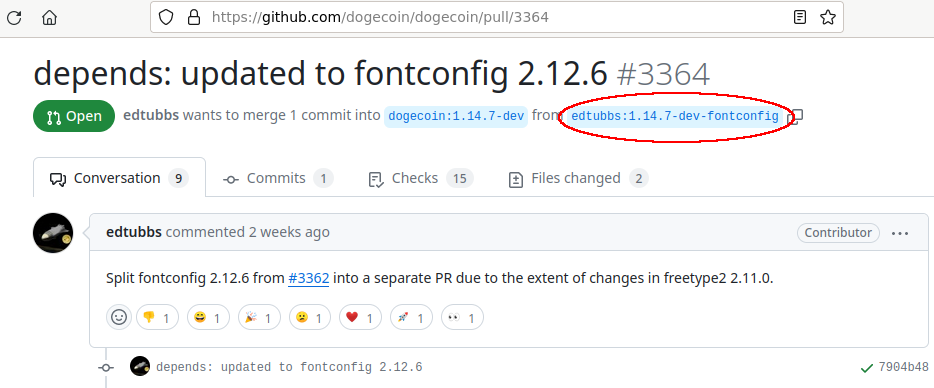 https://github.com/dogecoin/dogecoin/pull/3364
depends: updated to fontconfig 2.12.6 #3364
Open edtubbs wants to merge 1 commit into dogecoin:1.14.7-dev from edtubbs:1.14.7-dev-fontconfig
Conversation 9 Commits 1 Checks 15 Files changed 2
edtubbs commented 2 weeks ago Contributor ...
Split fontconfig 2.12.6 from #3362 into a separate PR due to the extent of changes in freetype2 2.11.0.
1 1 1 1 1 1 1
depends: updated to fontconfig 2.12.6 7904b48